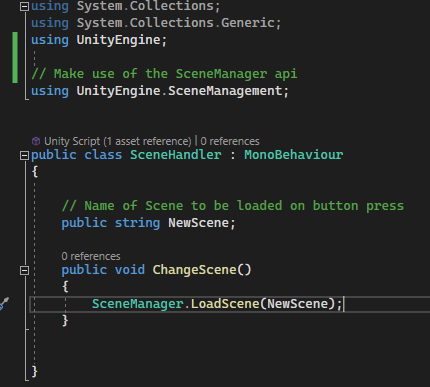 using System.Collections;
using System.Collections.Generic;
using UnityEngine;
// Make use of the SceneManager api
using UnityEngine.SceneManagement;
Unity Script (1 asset reference) | 0 references
public class SceneHandler : MonoBehaviour
{
// Name of Scene to be loaded on button press
public string NewScene;
0 references
public void ChangeScene()
{
SceneManager.LoadScene(NewScene);
}
}